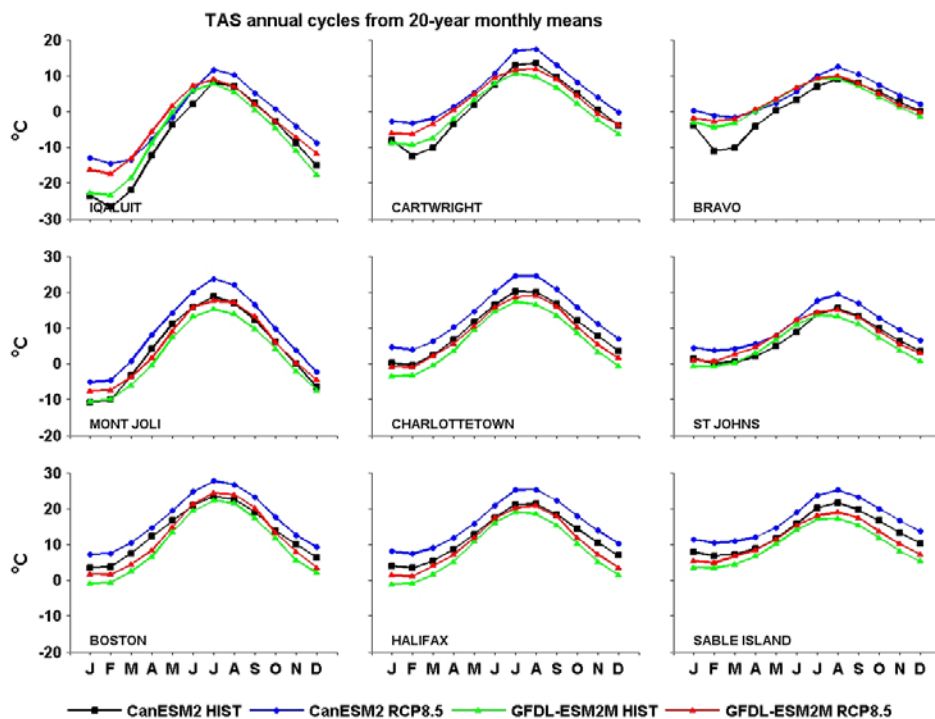 TAS annual cycles from 20-year monthly means
20
10
0
-10
-20
-30
°C
IQALUIT
CARTWRIGHT
BRAVO
30
20
10
0
-10
-20
°C
MONT JOLI
CHARLOTTETOWN
ST JOHNS
30
20
10
0
-10
-20
°C
BOSTON
HALIFAX
SABLE ISLAND
J F M A M J J A S O N D J F M A M J J A S O N D J F M A M J J A S O N D
CanESM2 HIST CanESM2 RCP8.5 GFDL-ESM2M HIST GFDL-ESM2M RCP8.5